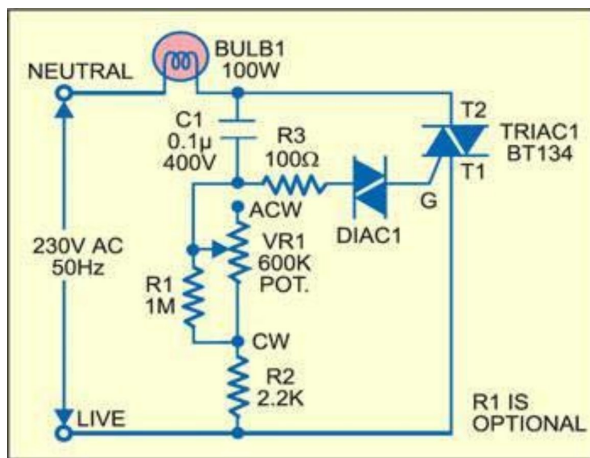 BULB1
100W
NEUTRAL
C1
0.1µ
400V
R3
100Ω
T2
TRIAC1
BT134
T1
G
DIAC1
ACW
VR1
600K
POT.
230V AC
50Hz
R1
1M
CW
R2
2.2K
LIVE
R1 IS
OPTIONAL